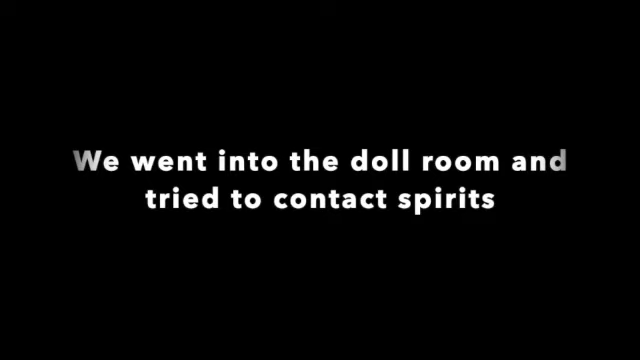 We went into the doll room and
tried to contact spirits